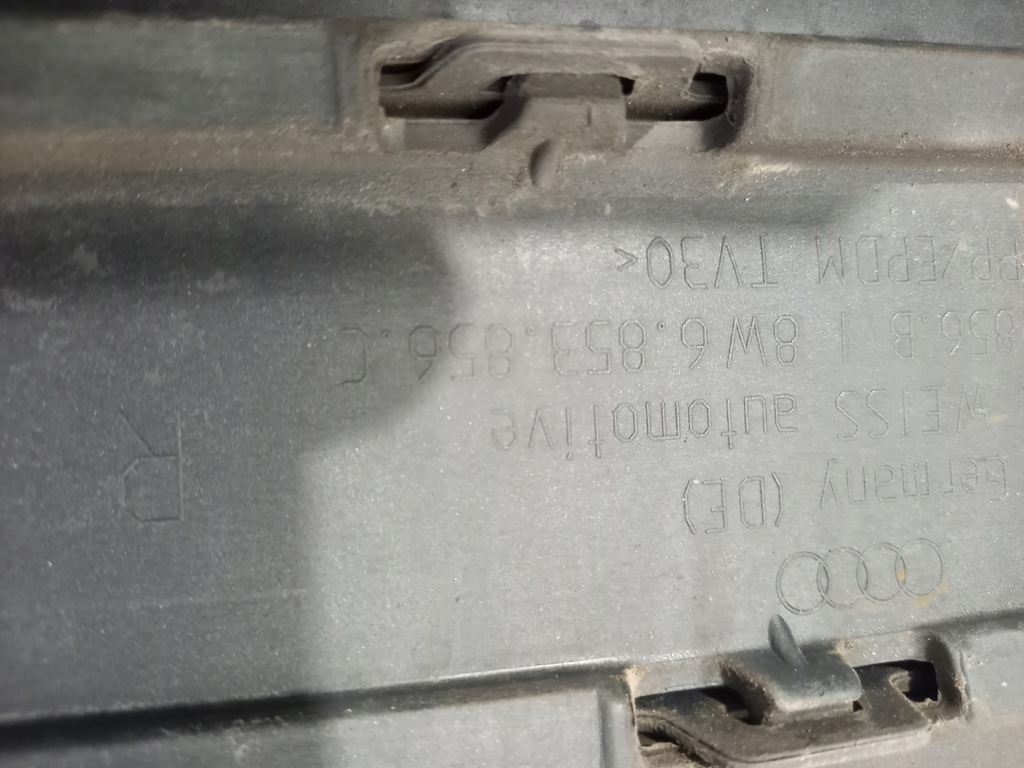 R
Germany (DE)
WEISS automotive
856.B | 8W6.853.856.C
PP/EPDM TV30<